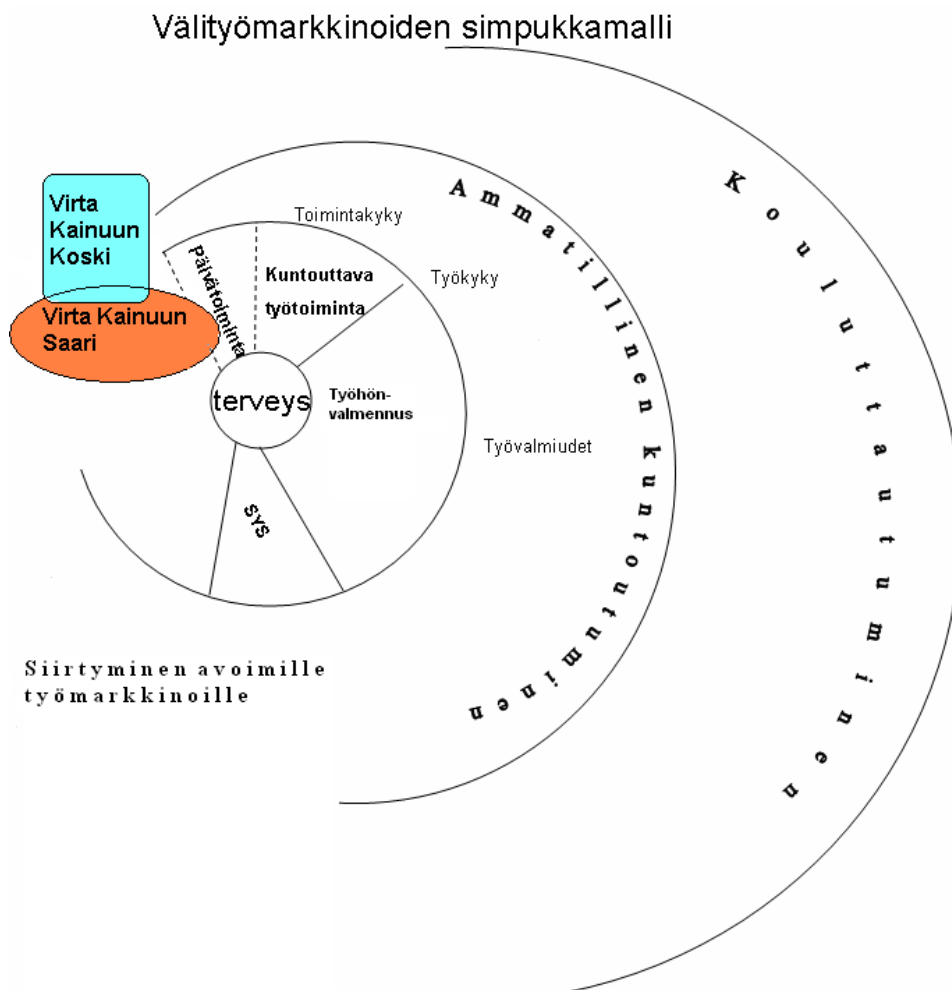 Välityömarkkinoiden simpukkamalli
Virta
Kainuun
Koski
Virta Kainuun
Saari
Päivätoiminta
Kuntouttava
työtoiminta
Toimintakyky
Työkyky
Työhön-
valmennus
Työvalmiudet
terveys
SYS
Ammatillinen kuntoutuminen
Kouluttautuminen
Siirtyminen avoimille
työmarkkinoille